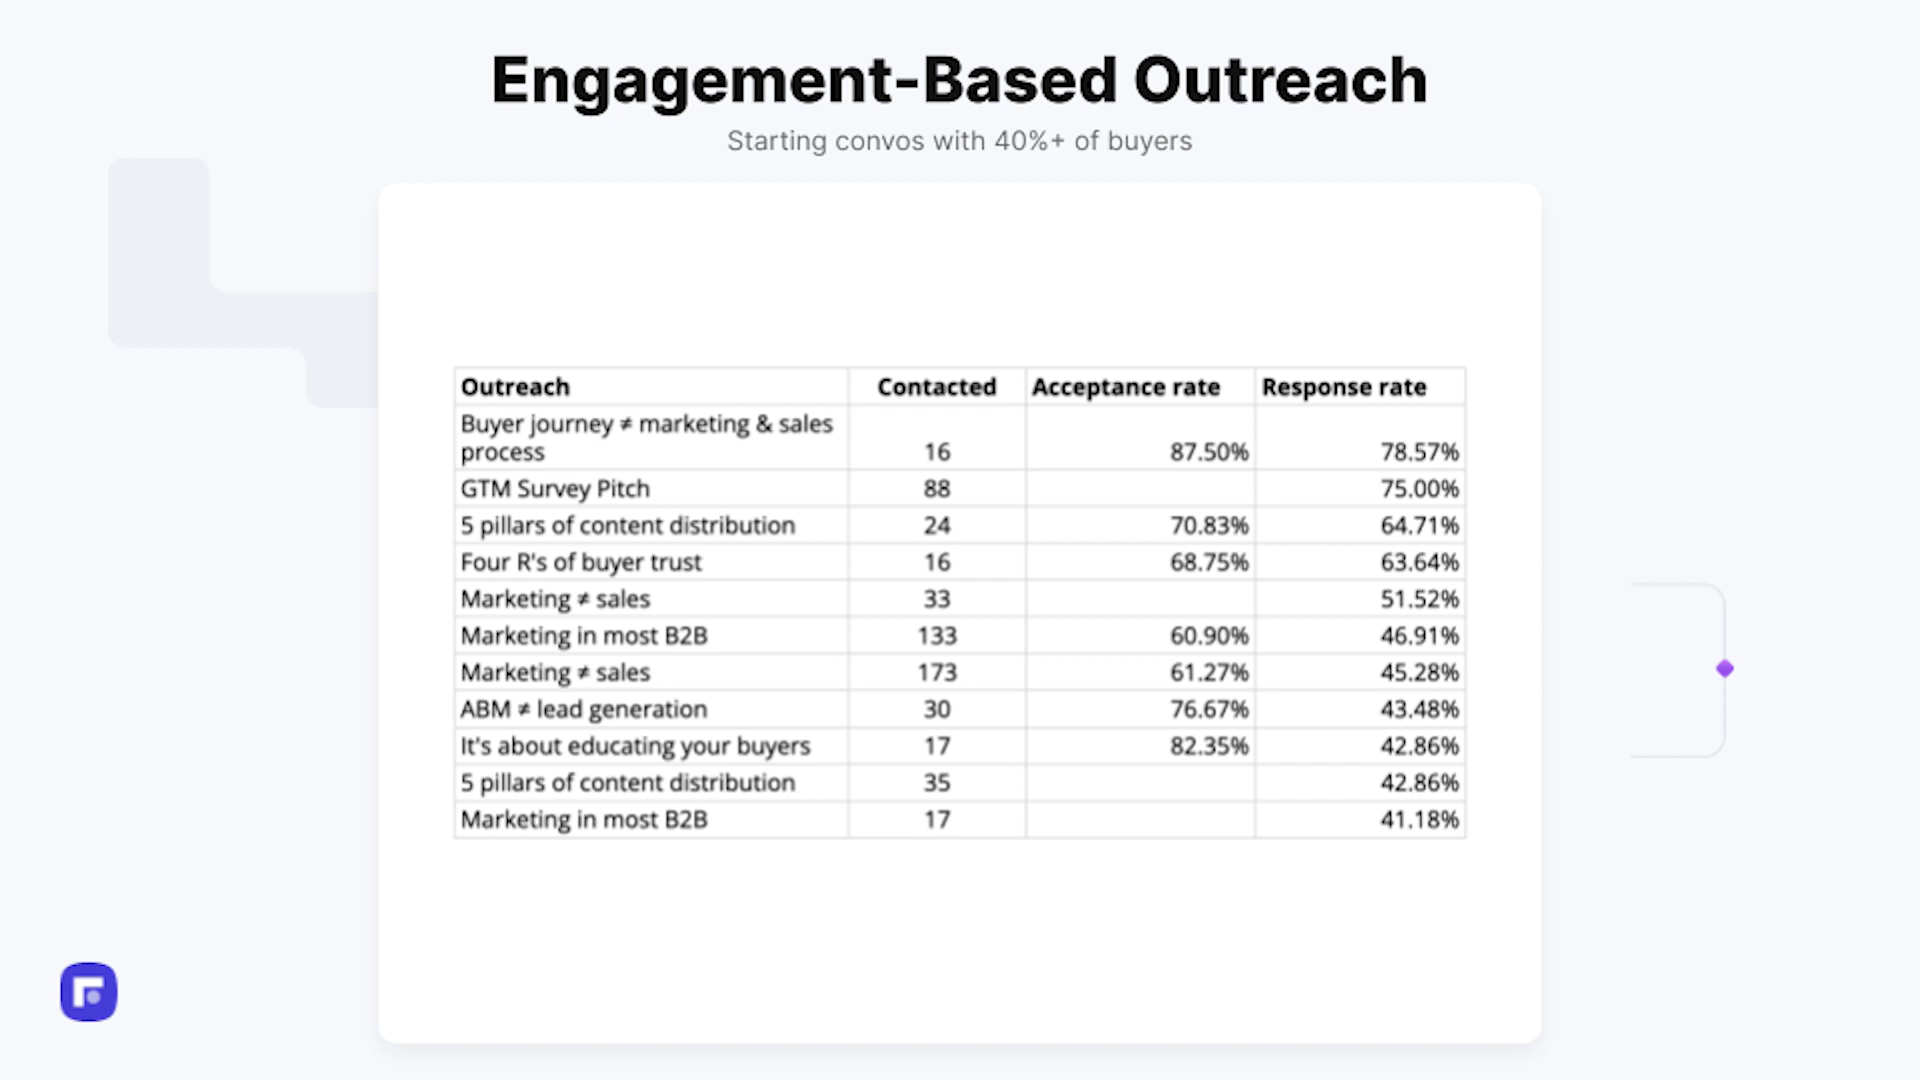 Engagement-Based Outreach
Starting convos with 40%+ of buyers
Outreach Contacted Acceptance rate Response rate
Buyer journey ≠ marketing & sales
process 16 87.50% 78.57%
GTM Survey Pitch 88 75.00%
5 pillars of content distribution 24 70.83% 64.71%
Four R's of buyer trust 16 68.75% 63.64%
Marketing ≠ sales 33 51.52%
Marketing in most B2B 133 60.90% 46.91%
Marketing ≠ sales 173 61.27% 45.28%
ABM ≠ lead generation 30 76.67% 43.48%
It's about educating your buyers 17 82.35% 42.86%
5 pillars of content distribution 35 42.86%
Marketing in most B2B 17 41.18%